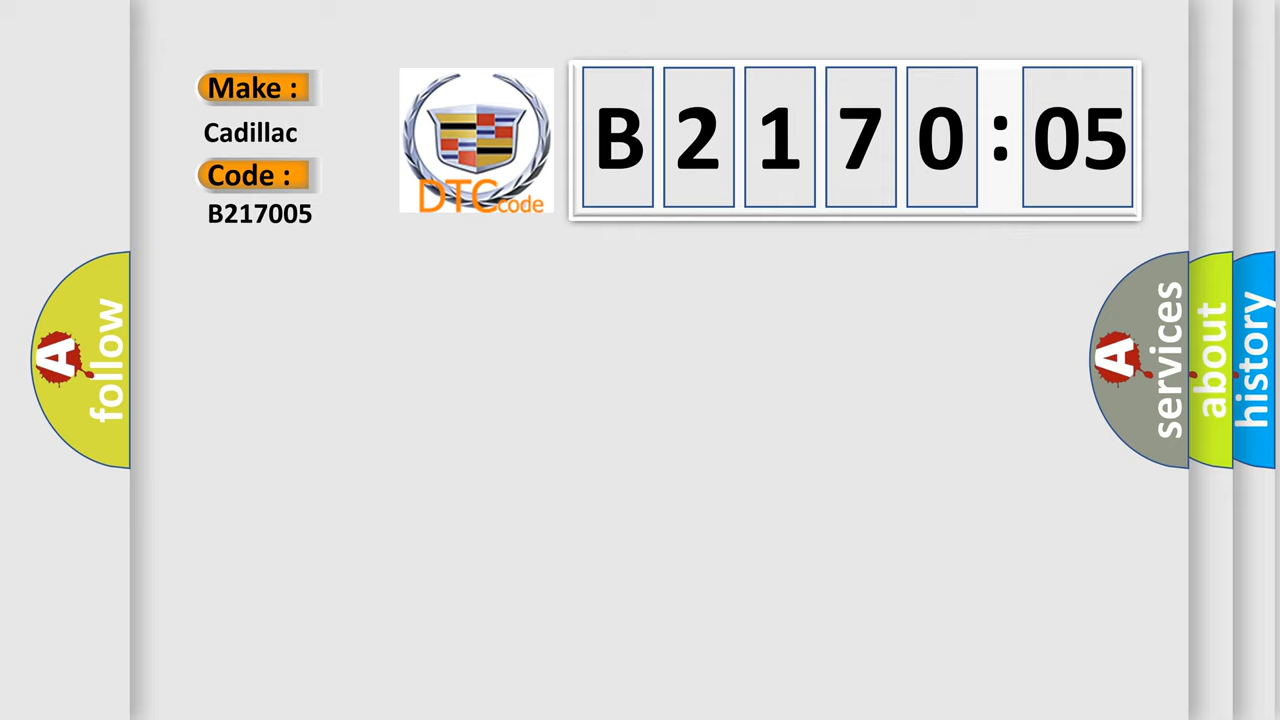 Make :
Cadillac
Code :
B217005
DTCcode
B 2 1 7 0 : 05
A follow
A services
about
history